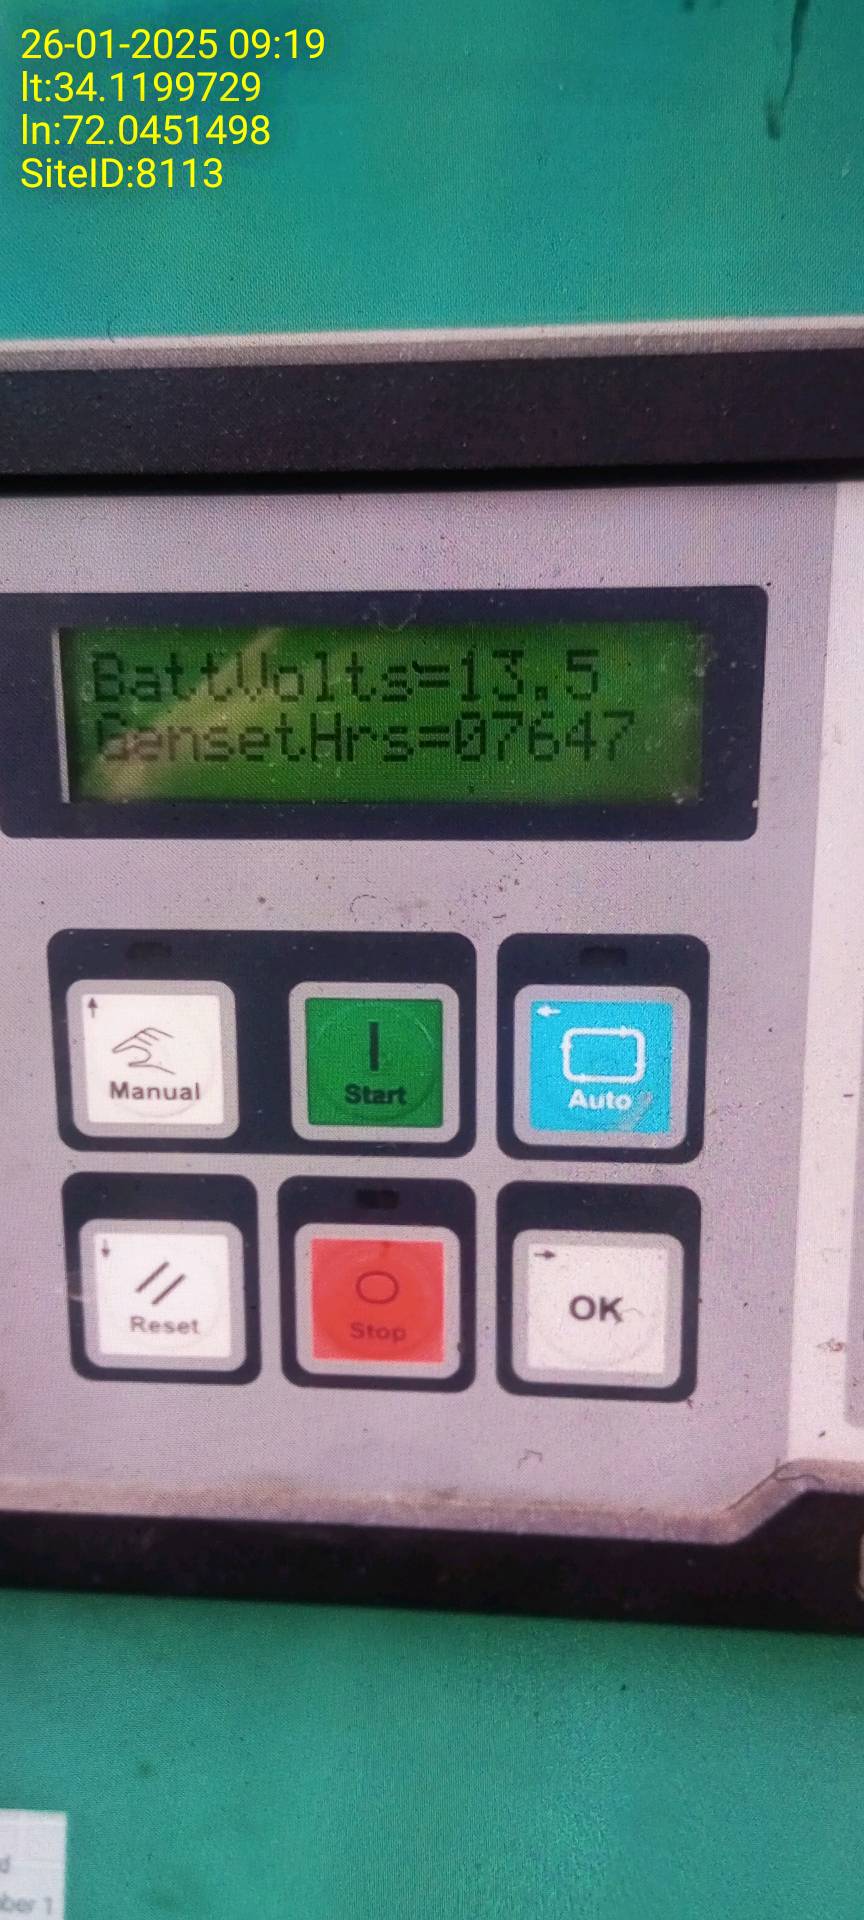 26-01-2025 09:19
lt:34.1199729
ln:72.0451498
SiteID:8113
BattVolts=13.5
GensetHrs=07647
Manual
Start
Auto
Reset
Stop
OK
1